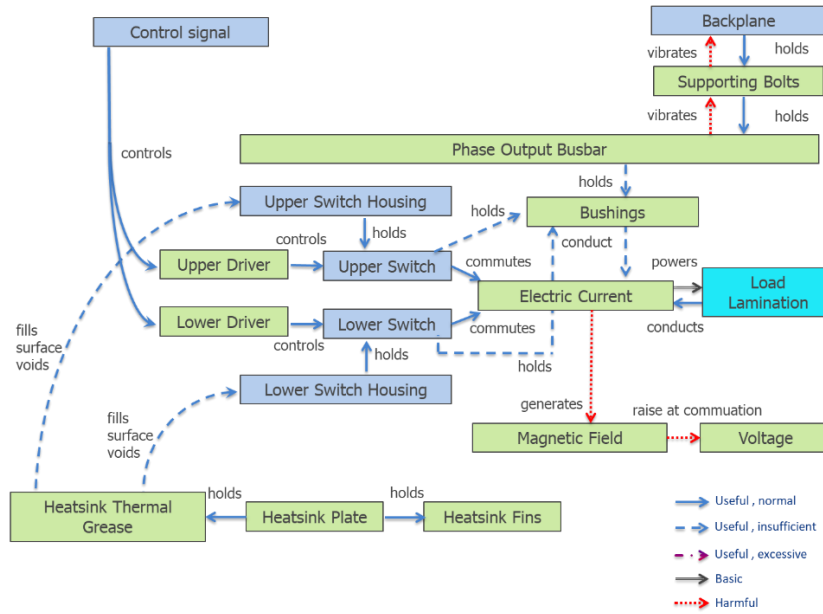 Control signal
Backplane
vibrates
holds
Supporting Bolts
vibrates
holds
controls
Phase Output Busbar
holds
Upper Switch Housing
holds
Bushings
controls
holds
conduct
Upper Driver
Upper Switch
commutes
powers
Load
Lamination
Electric Current
Lower Driver
Lower Switch
commutes
conducts
controls
holds
holds
fills
surface
voids
Lower Switch Housing
generates
raise at commuation
fills
surface
voids
Magnetic Field
Voltage
holds
holds
Heatsink Thermal
Grease
Heatsink Plate
Heatsink Fins
Useful , normal
Useful , insufficient
Useful , excessive
Basic
Harmful